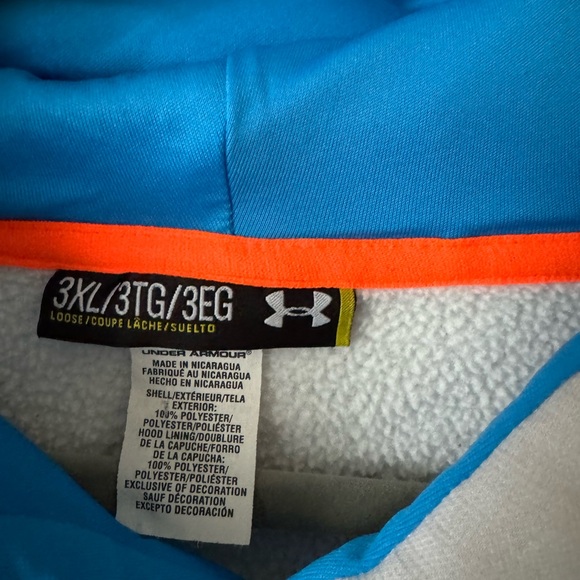 3XL/3TG/3EG
LOOSE/COUPE LÂCHE/SUELTO
UNDER ARMOUR®
MADE IN NICARAGUA
FABRIQUÉ AU NICARAGUA
HECHO EN NICARAGUA
SHELL/EXTÉRIEUR/TELA
EXTERIOR:
100% POLYESTER/
POLYESTER/POLIÉSTER
HOOD LINING/DOUBLURE
DE LA CAPUCHE/FORRO
DE LA CAPUCHA:
100% POLYESTER/
POLYESTER/POLIÉSTER
EXCLUSIVE OF DECORATION
SAUF DÉCORATION
EXCEPTO DECORACIÓN